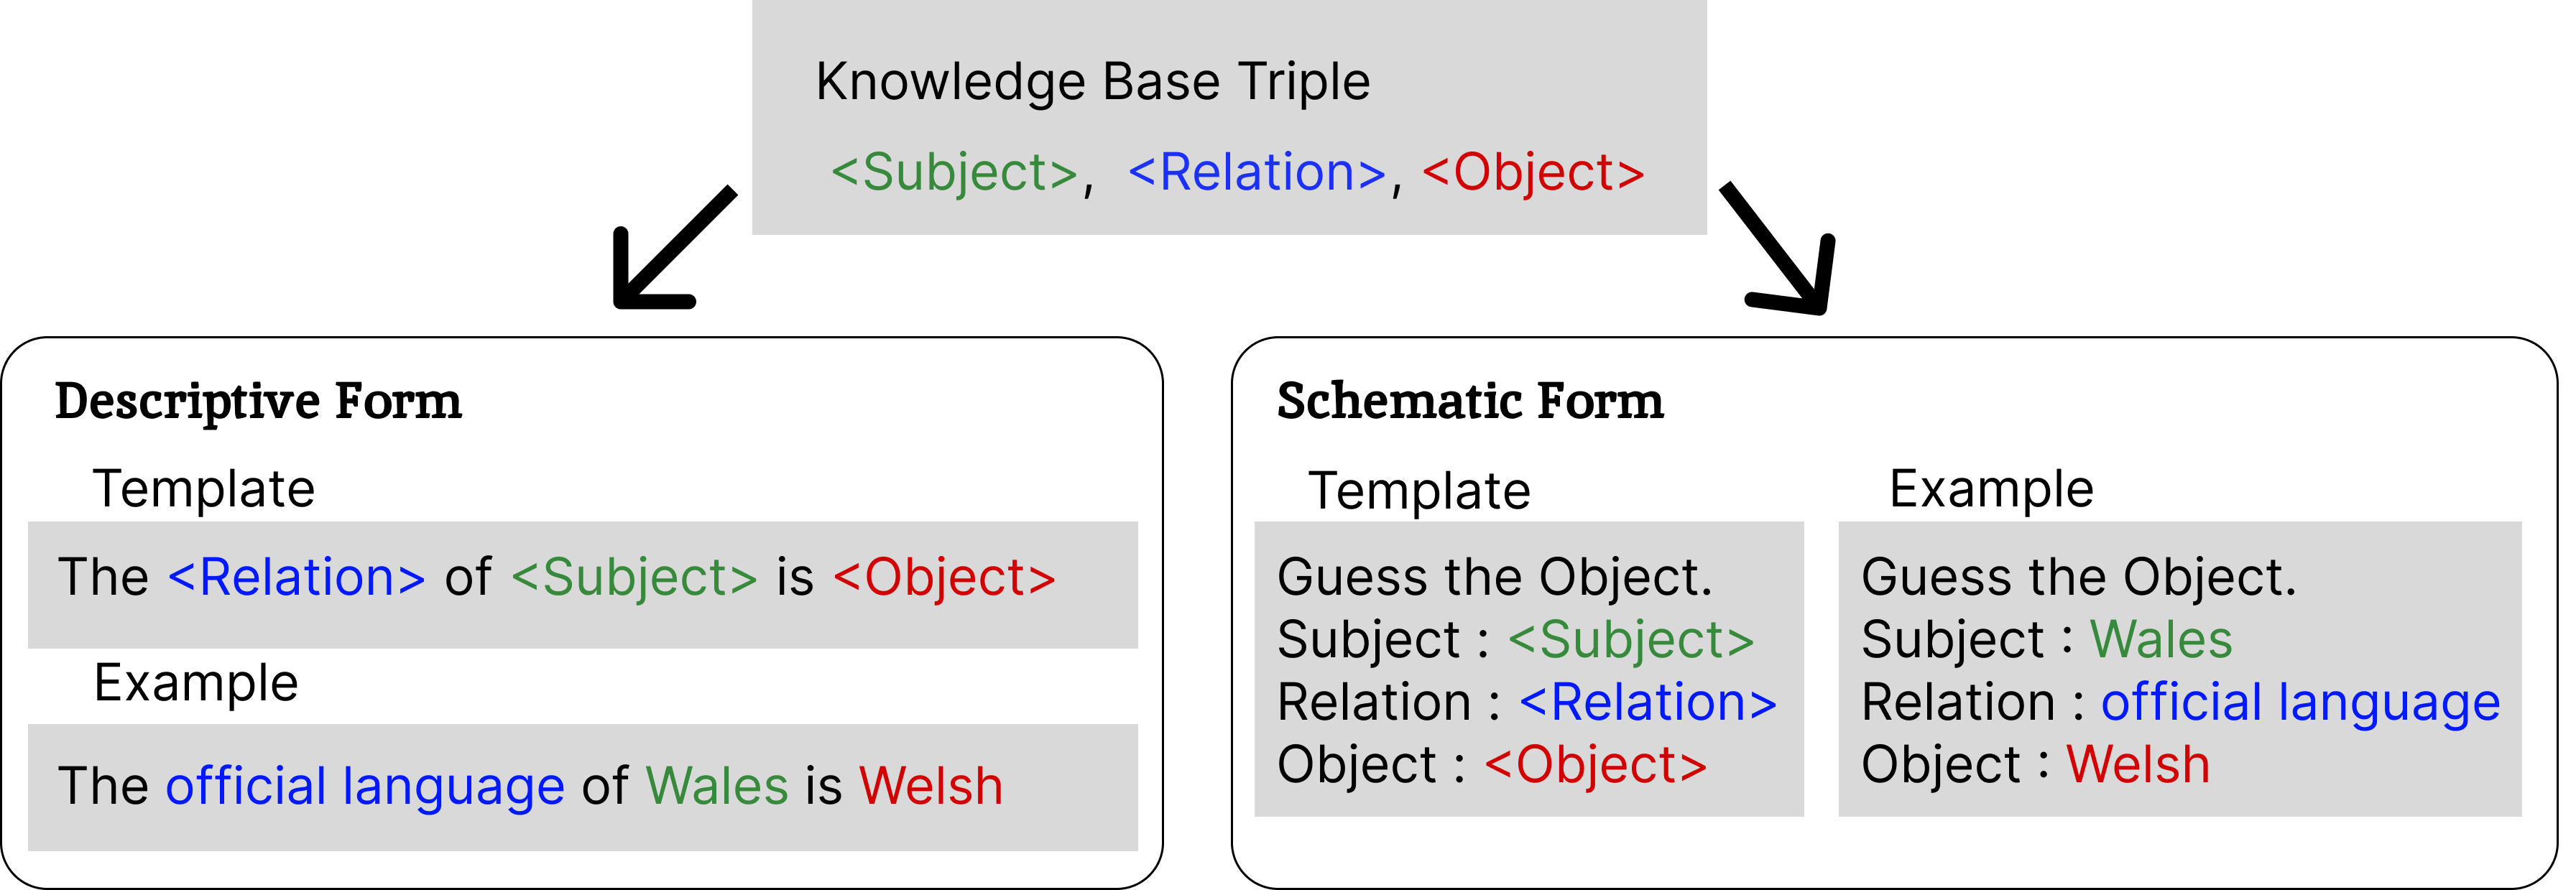 Knowledge Base Triple
<Subject>, <Relation>, <Object>
Descriptive Form
Template
The <Relation> of <Subject> is <Object>
Example
The official language of Wales is Welsh
Schematic Form
Template
Guess the Object.
Subject : <Subject>
Relation : <Relation>
Object : <Object>
Example
Guess the Object.
Subject : Wales
Relation : official language
Object : Welsh